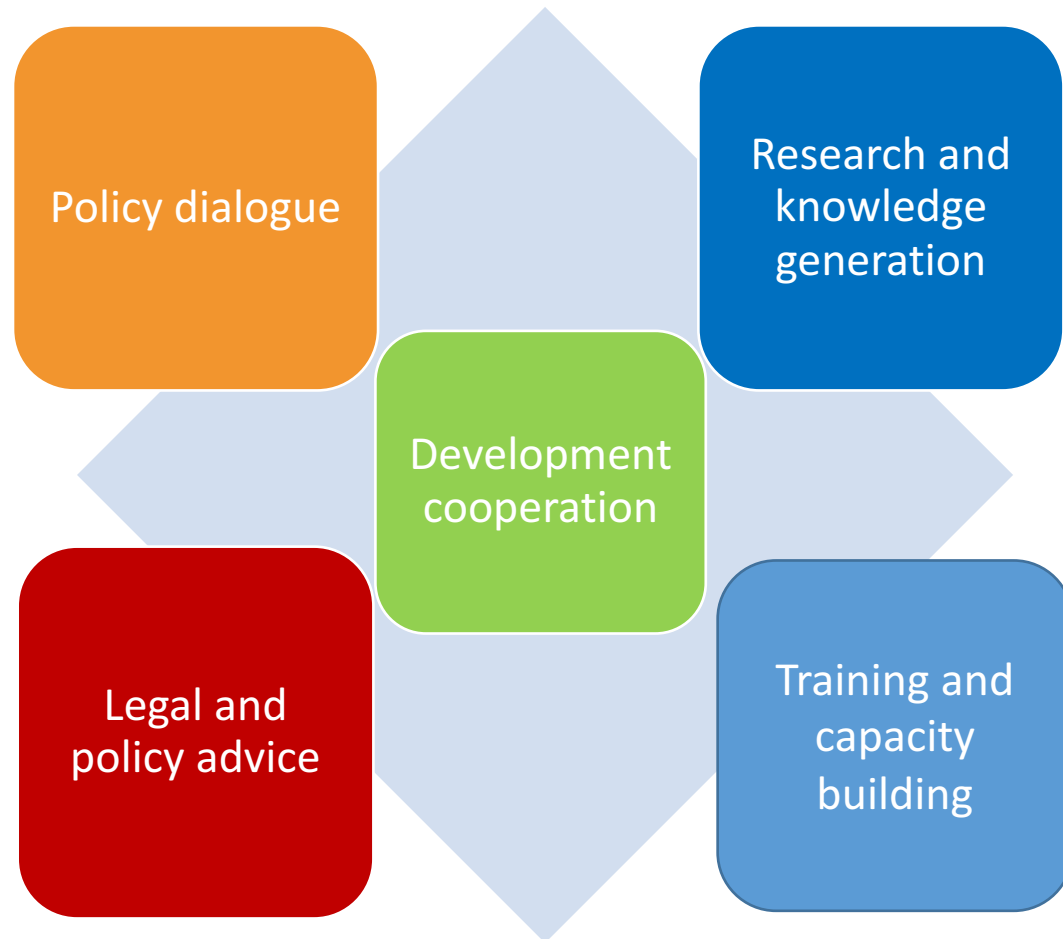 Policy dialogue
Research and
knowledge
generation
Development
cooperation
Legal and
policy advice
Training and
capacity
building